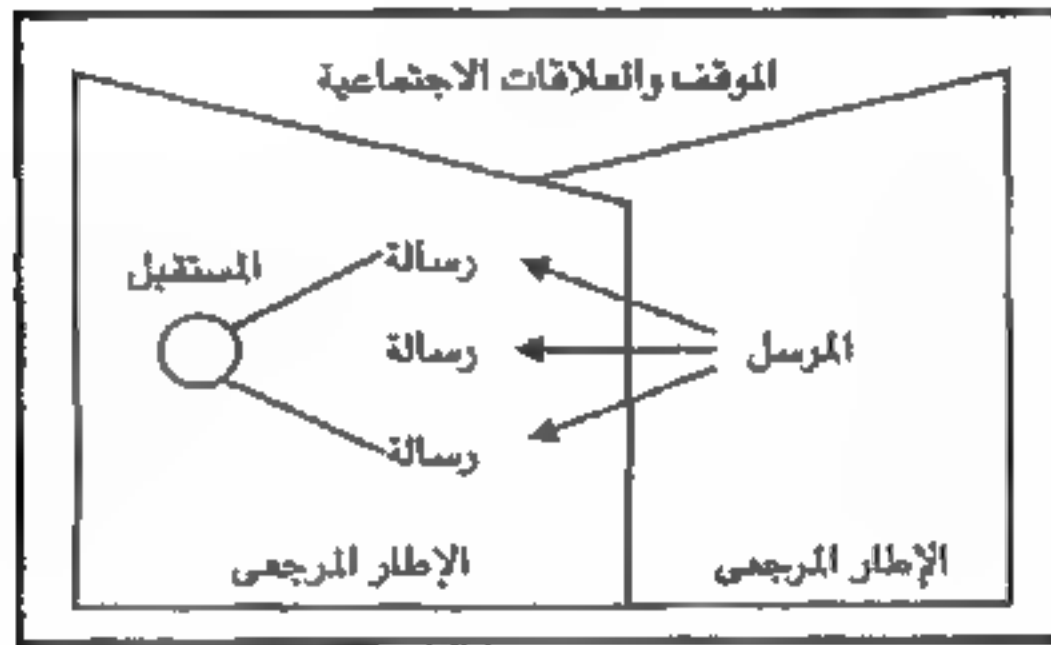 الموقف والعلاقات الاجتماعية
رسالة
المستقبل
رسالة
المرسل
رسالة
الإطار المرجعى
الإطار المرجعى